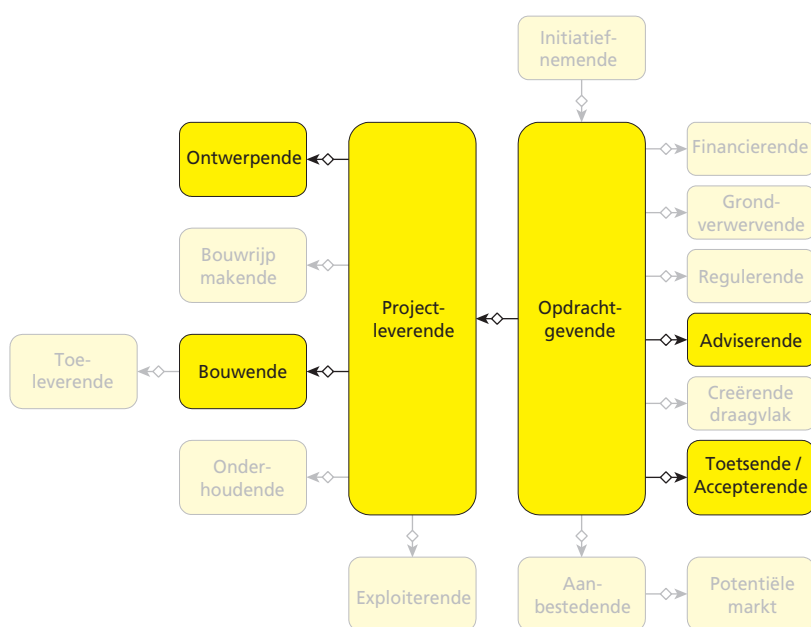 Initiatief-
nemende
Ontwerpende
Financierende
Grond-
verwervende
Bouwrijp
makende
Regulerende
Project-
leverende
Opdracht-
gevende
Adviserende
Toe-
leverende
Bouwende
Creërende
draagvlak
Onder-
houdende
Toetsende /
Accepterende
Exploiterende
Aan-
bestedende
Potentiële
markt